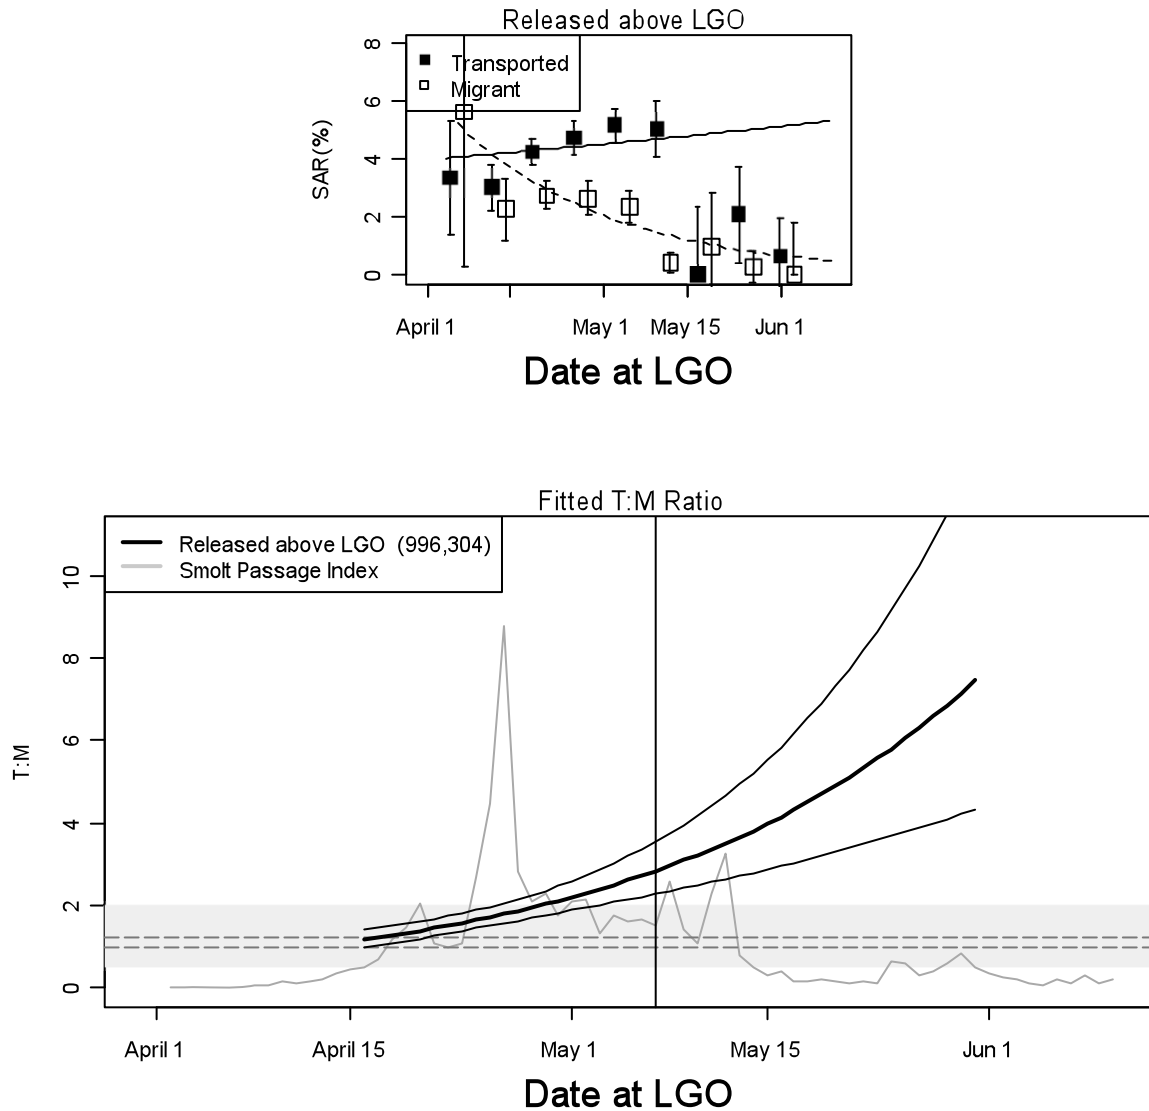 Released above LGO
Transported
Migrant
SAR(%)
8
6
4
2
0
April 1
May 1
May 15
Jun 1
Date at LGO
Fitted T:M Ratio
Released above LGO (996,304)
Smolt Passage Index
T:M
10
8
6
4
2
0
April 1
April 15
May 1
May 15
Jun 1
Date at LGO